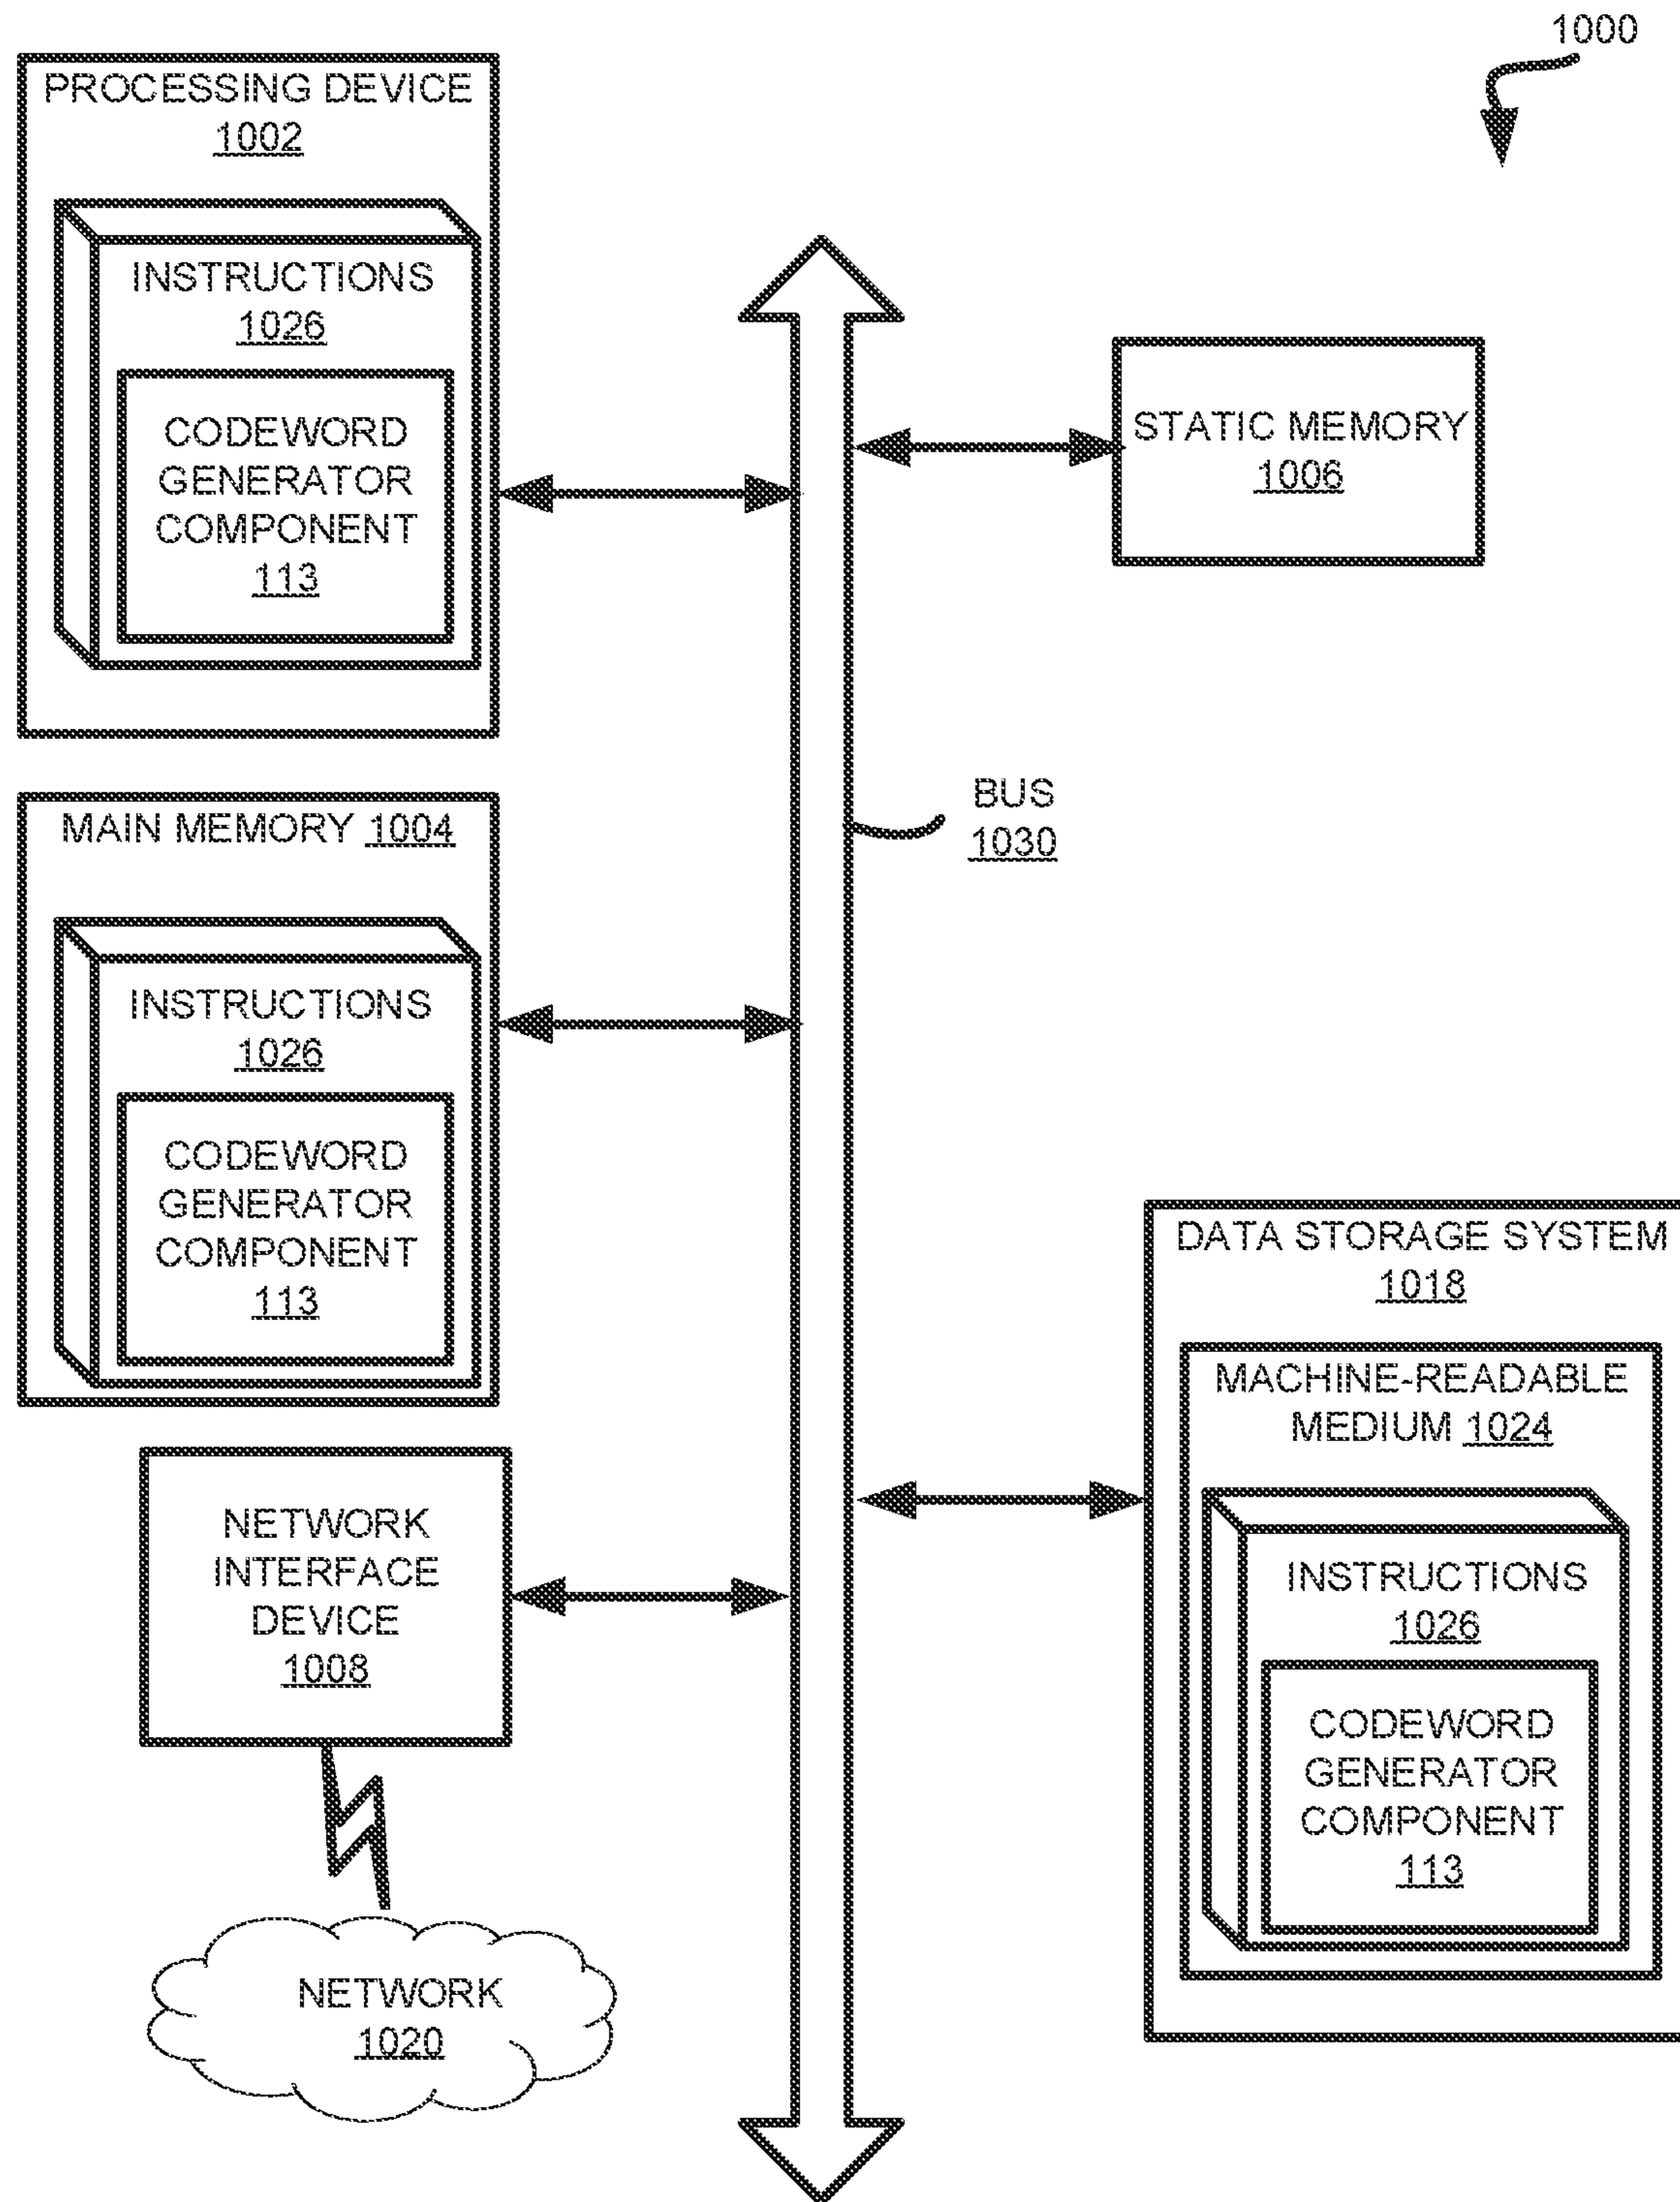 1000
PROCESSING DEVICE
1002
INSTRUCTIONS
1026
CODEWORD
GENERATOR
COMPONENT
113
STATIC MEMORY
1006
BUS
1030
MAIN MEMORY 1004
INSTRUCTIONS
1026
CODEWORD
GENERATOR
COMPONENT
113
DATA STORAGE SYSTEM
1018
MACHINE-READABLE
MEDIUM 1024
INSTRUCTIONS
1026
CODEWORD
GENERATOR
COMPONENT
113
NETWORK
INTERFACE
DEVICE
1008
NETWORK
1020